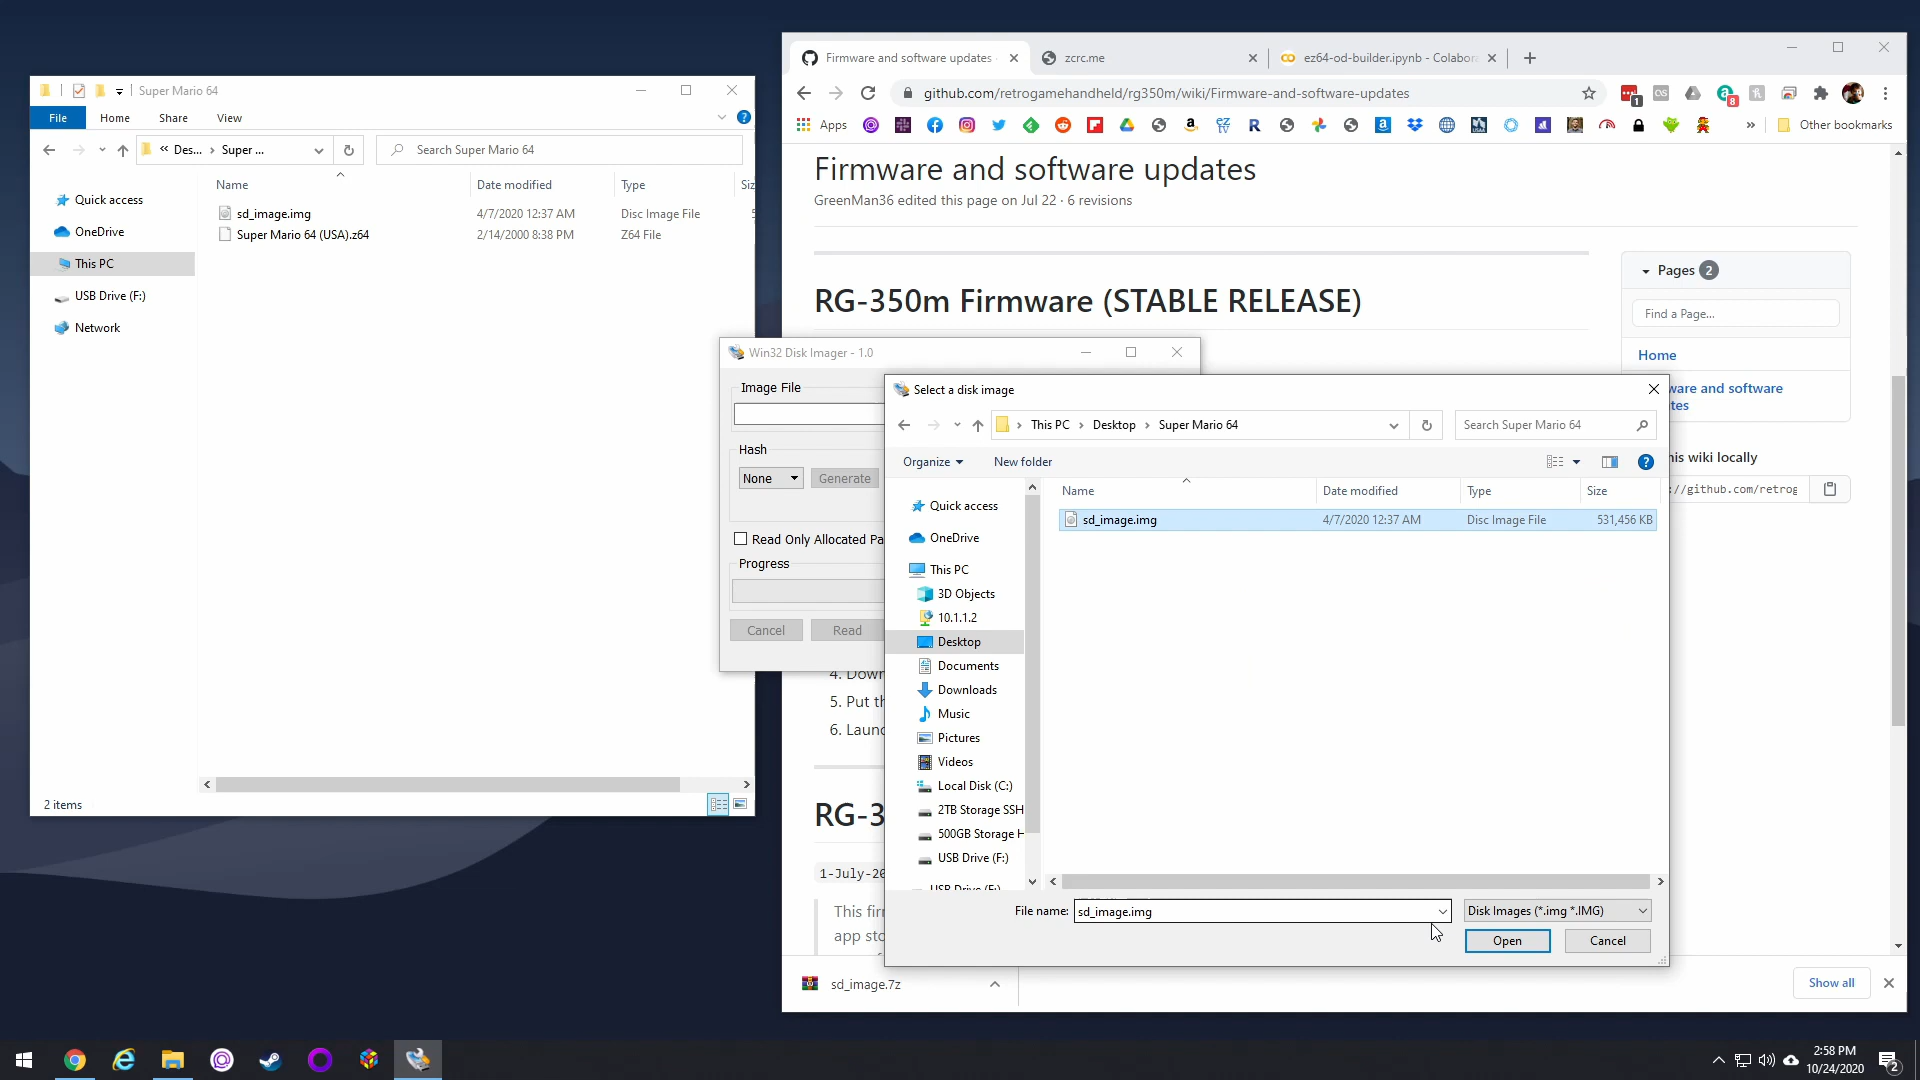 Super Mario 64
File
Home
Share
View
Des...
Super ...
Search Super Mario 64
Name
Date modified
Type
Siz
sd_image.img
4/7/2020 12:37 AM
Disc Image File
Super Mario 64 (USA).z64
2/14/2000 8:38 PM
Z64 File
Quick access
OneDrive
This PC
USB Drive (F:)
Network
2 items
Firmware and software updates
zcrc.me
ez64-od-builder.ipynb - Colabora
github.com/retrogamehandheld/rg350m/wiki/Firmware-and-software-updates
1
8
Apps
Other bookmarks
Firmware and software updates
GreenMan36 edited this page on Jul 22 · 6 revisions
RG-350m Firmware (STABLE RELEASE)
Pages 2
Find a Page...
Home
ware and software
tes
his wiki locally
://github.com/retrog
4. Down
5. Put th
6. Launc
RG-3
1-July-20
This firm
app sto
sd_image.7z
Show all
Win32 Disk Imager - 1.0
Image File
Hash
None
Generate
Read Only Allocated Pa
Progress
Cancel
Read
Select a disk image
This PC
Desktop
Super Mario 64
Search Super Mario 64
Organize
New folder
Name
Date modified
Type
Size
sd_image.img
4/7/2020 12:37 AM
Disc Image File
531,456 KB
Quick access
OneDrive
This PC
3D Objects
10.1.1.2
Desktop
Documents
Downloads
Music
Pictures
Videos
Local Disk (C:)
2TB Storage SSH
500GB Storage H
USB Drive (F:)
USB Drive (F:)
File name:
sd_image.img
Disk Images (*.img *.IMG)
Open
Cancel
2:58 PM
10/24/2020
2